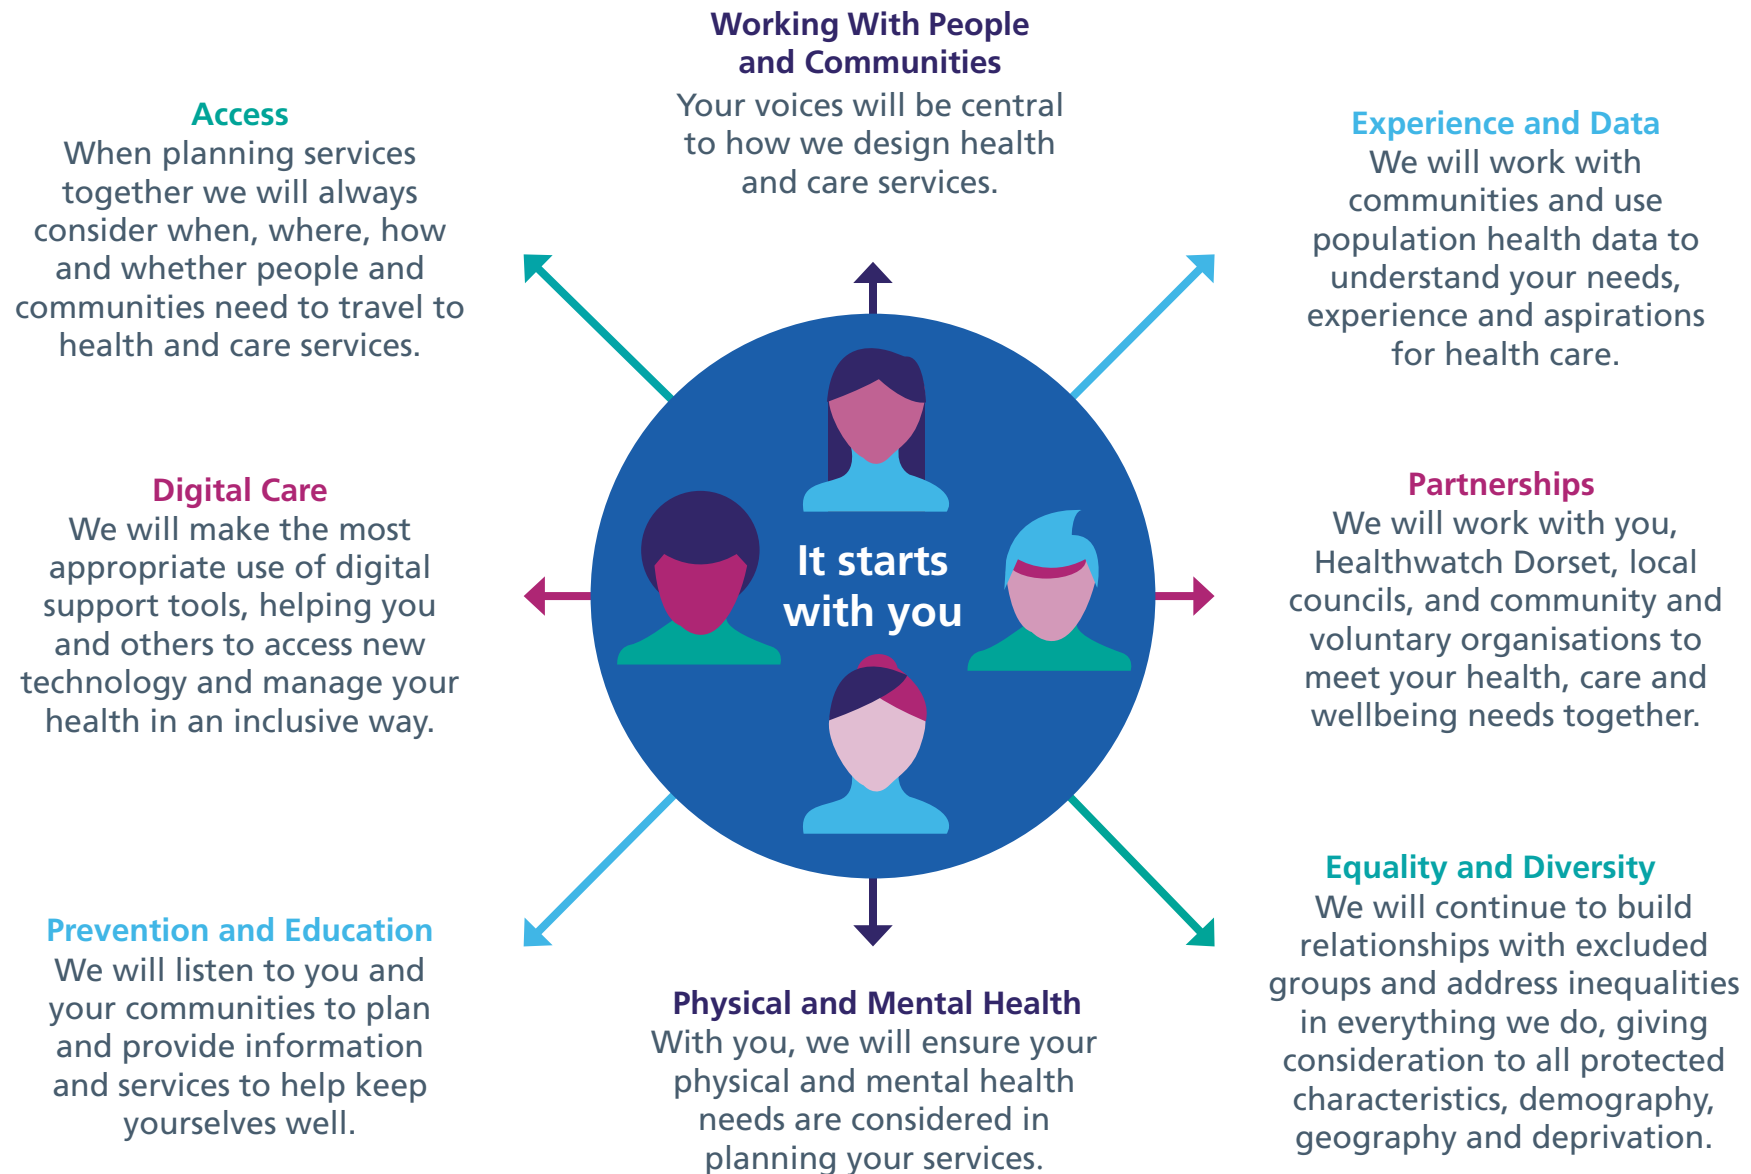 Working With People
and Communities
Your voices will be central
to how we design health
and care services.
Access
When planning services
together we will always
consider when, where, how
and whether people and
communities need to travel to
health and care services.
Experience and Data
We will work with
communities and use
population health data to
understand your needs,
experience and aspirations
for health care.
Digital Care
We will make the most
appropriate use of digital
support tools, helping you
and others to access new
technology and manage your
health in an inclusive way.
It starts
with you
Partnerships
We will work with you,
Healthwatch Dorset, local
councils, and community and
voluntary organisations to
meet your health, care and
wellbeing needs together.
Prevention and Education
We will listen to you and
your communities to plan
and provide information
and services to help keep
yourselves well.
Physical and Mental Health
With you, we will ensure your
physical and mental health
needs are considered in
planning your services.
Equality and Diversity
We will continue to build
relationships with excluded
groups and address inequalities
in everything we do, giving
consideration to all protected
characteristics, demography,
geography and deprivation.